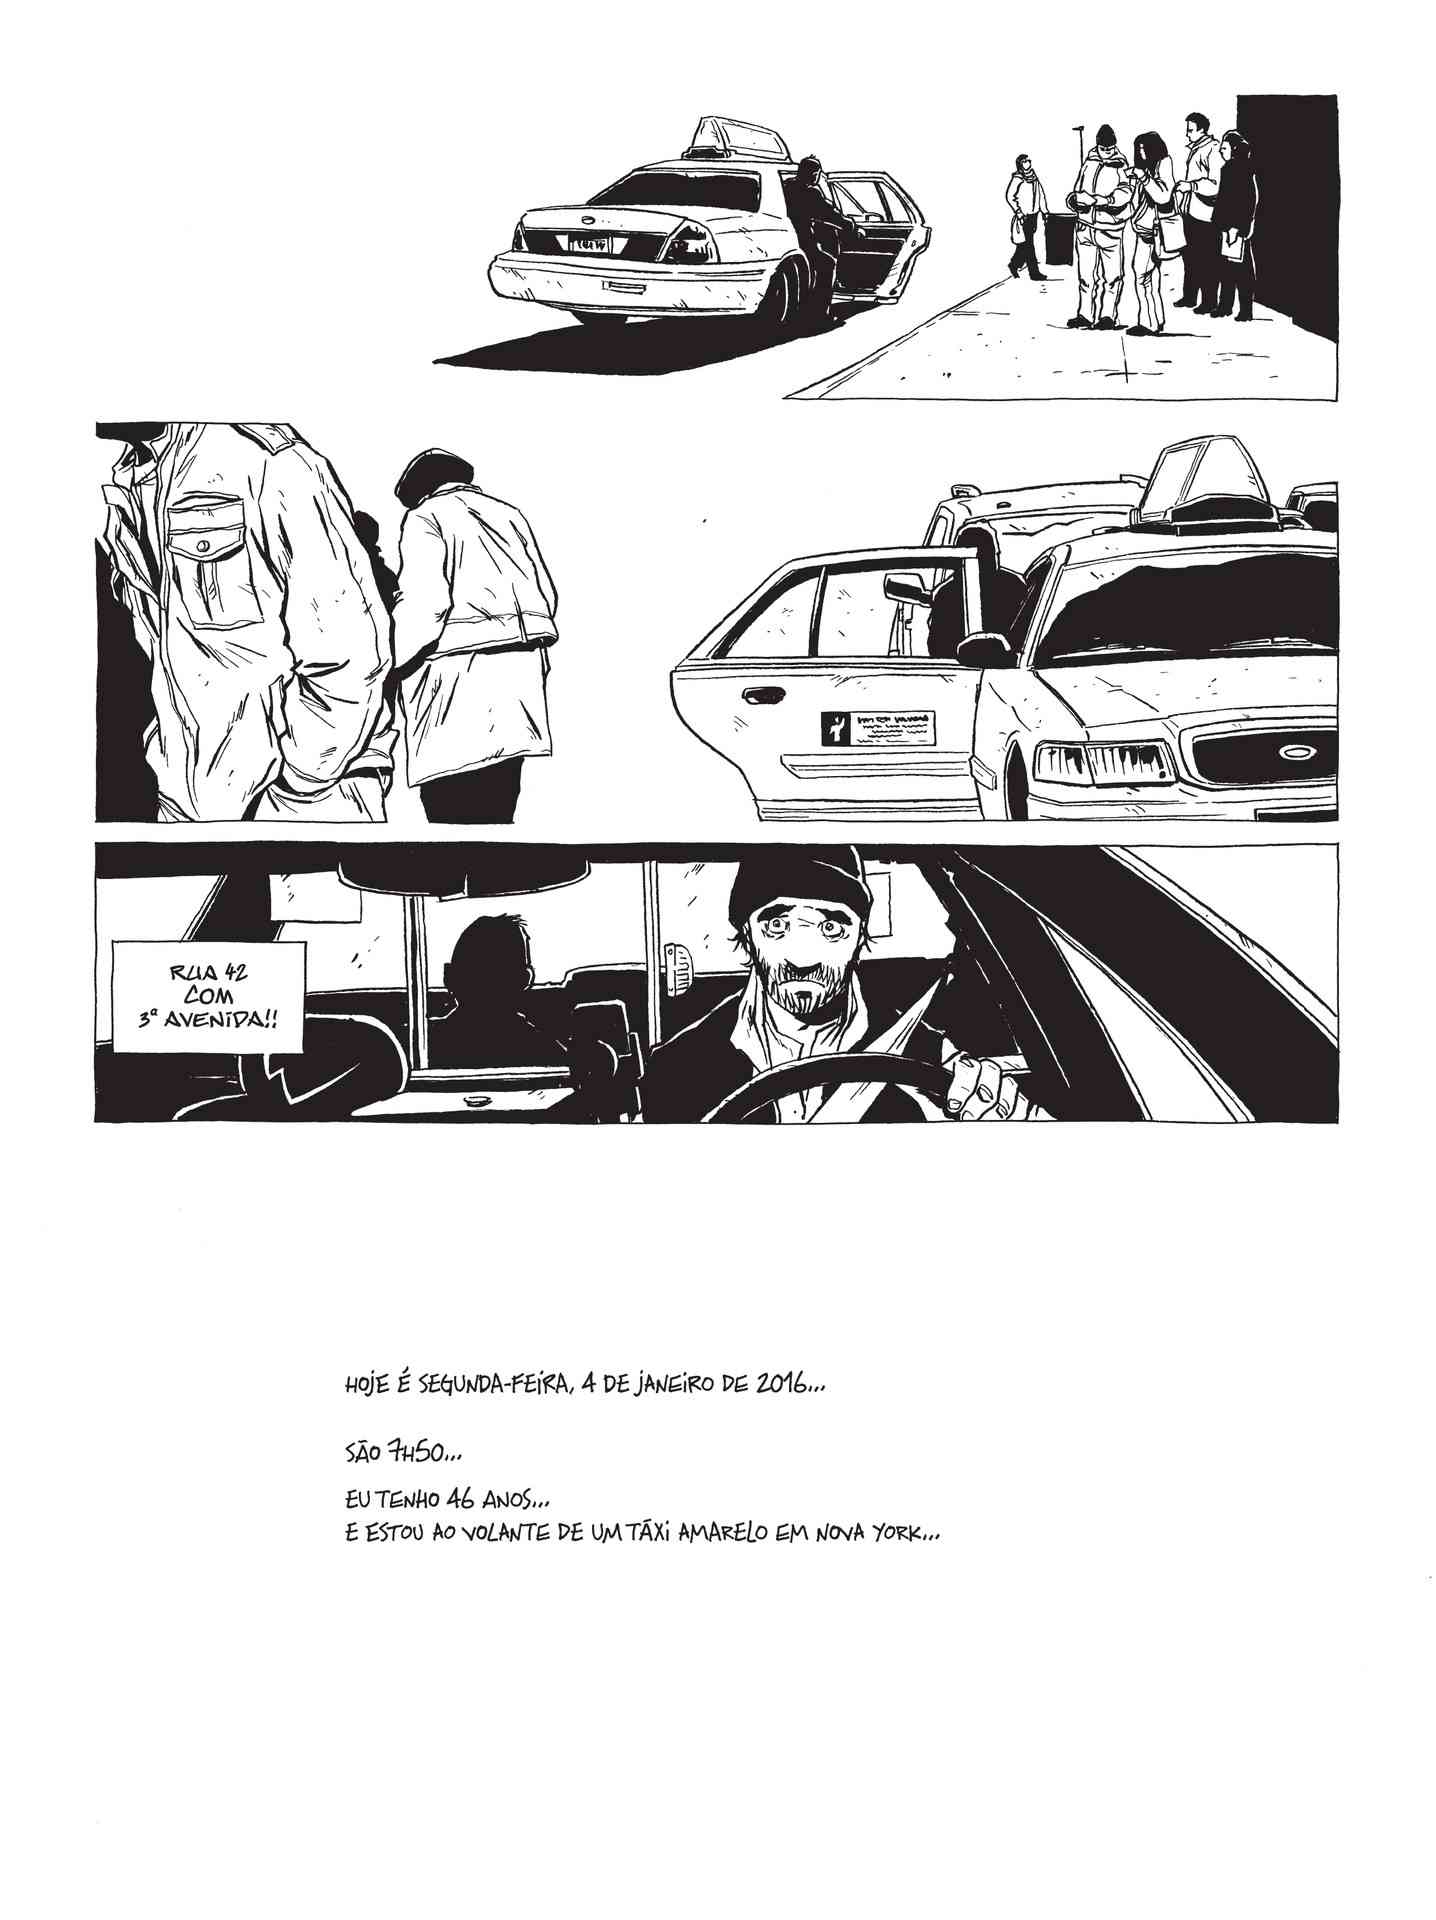 RUA 42
COM
3ª AVENIDA!!
HOJE É SEGUNDA-FEIRA, 4 DE JANEIRO DE 2016...
SÃO 7H50...
EU TENHO 46 ANOS...
E ESTOU AO VOLANTE DE UM TÁXI AMARELO EM NOVA YORK...